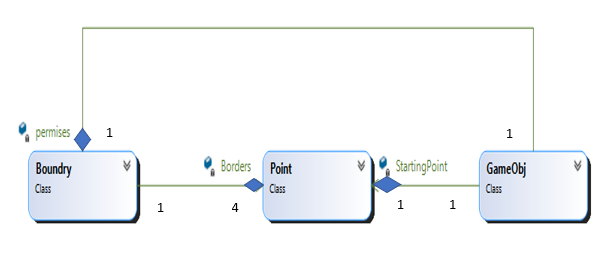 permises
1
1
Boundry
Class
Borders
Point
Class
StartingPoint
GameObj
Class
1
4
1
1